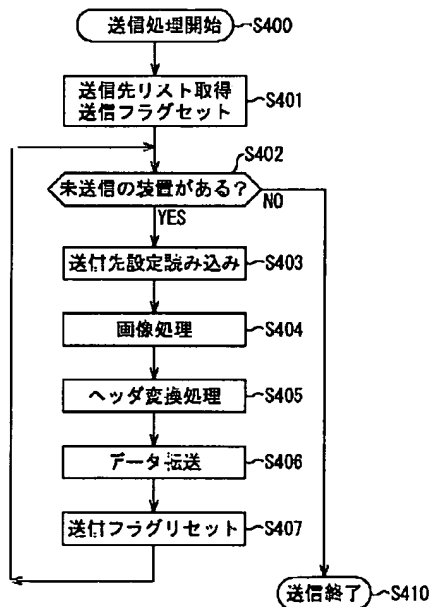 送信処理開始 S400
送信先リスト取得
送信フラグセット S401
S402
未送信の装置がある?
NO
YES
送付先設定読み込み S403
画像処理 S404
ヘッダ変換処理 S405
データ転送 S406
送付フラグリセット S407
送信終了 S410